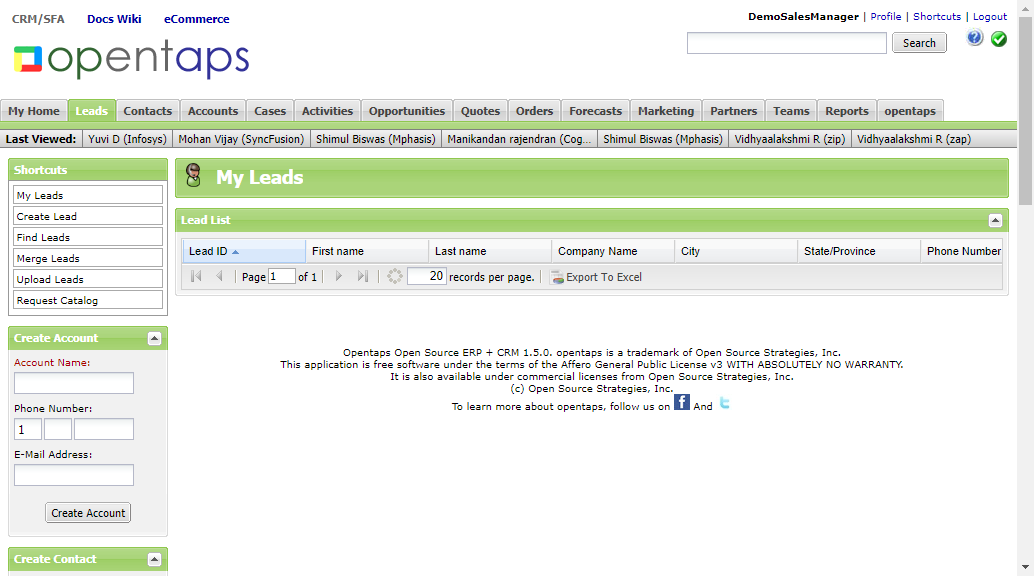 CRM/SFA Docs Wiki eCommerce
DemoSalesManager | Profile | Shortcuts | Logout
opentaps
Search
My Home Leads Contacts Accounts Cases Activities Opportunities Quotes Orders Forecasts Marketing Partners Teams Reports opentaps
Last Viewed: Yuvi D (Infosys) Mohan Vijay (SyncFusion) Shimul Biswas (Mphasis) Manikandan rajendran (Cog... Shimul Biswas (Mphasis) Vidhyaalakshmi R (zip) Vidhyaalakshmi R (zap)
Shortcuts
My Leads
Create Lead
Find Leads
Merge Leads
Upload Leads
Request Catalog
Create Account
Account Name:
Phone Number:
1
E-Mail Address:
Create Account
Create Contact
My Leads
Lead List
Lead ID First name Last name Company Name City State/Province Phone Number
Page 1 of 1 20 records per page. Export To Excel
Opentaps Open Source ERP + CRM 1.5.0. opentaps is a trademark of Open Source Strategies, Inc.
This application is free software under the terms of the Affero General Public License v3 WITH ABSOLUTELY NO WARRANTY.
It is also available under commercial licenses from Open Source Strategies, Inc.
(c) Open Source Strategies, Inc.
To learn more about opentaps, follow us on f And t